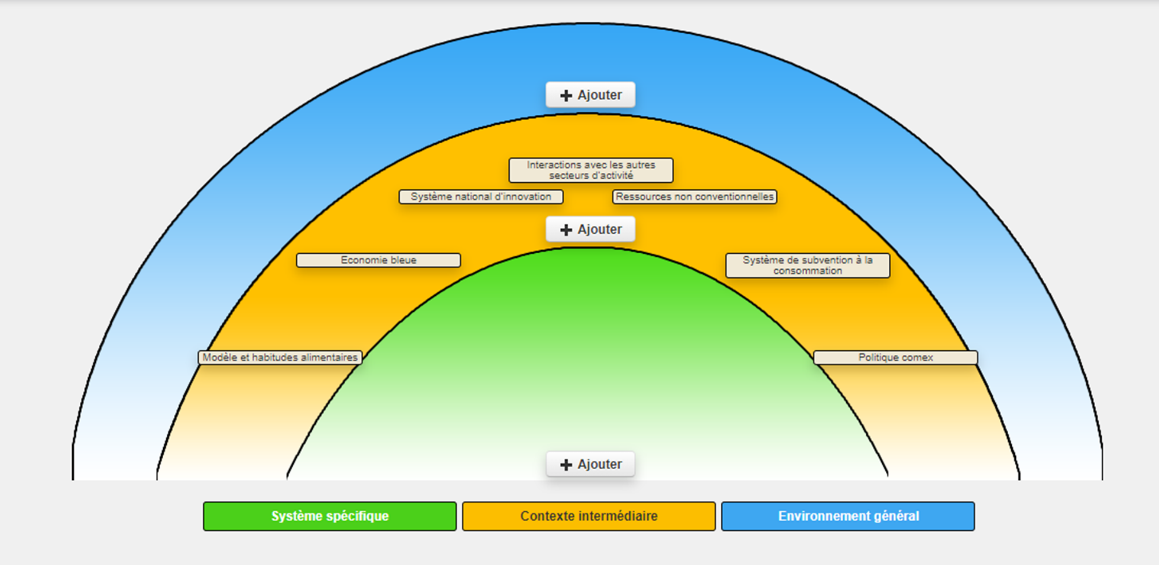 Ajouter
Interactions avec les autres
secteurs d'activité
Système national d'innovation
Ressources non conventionnelles
Ajouter
Economie bleue
Système de subvention à la
consommation
Modèle et habitudes alimentaires
Politique comex
Ajouter
Système spécifique
Contexte intermédiaire
Environnement général